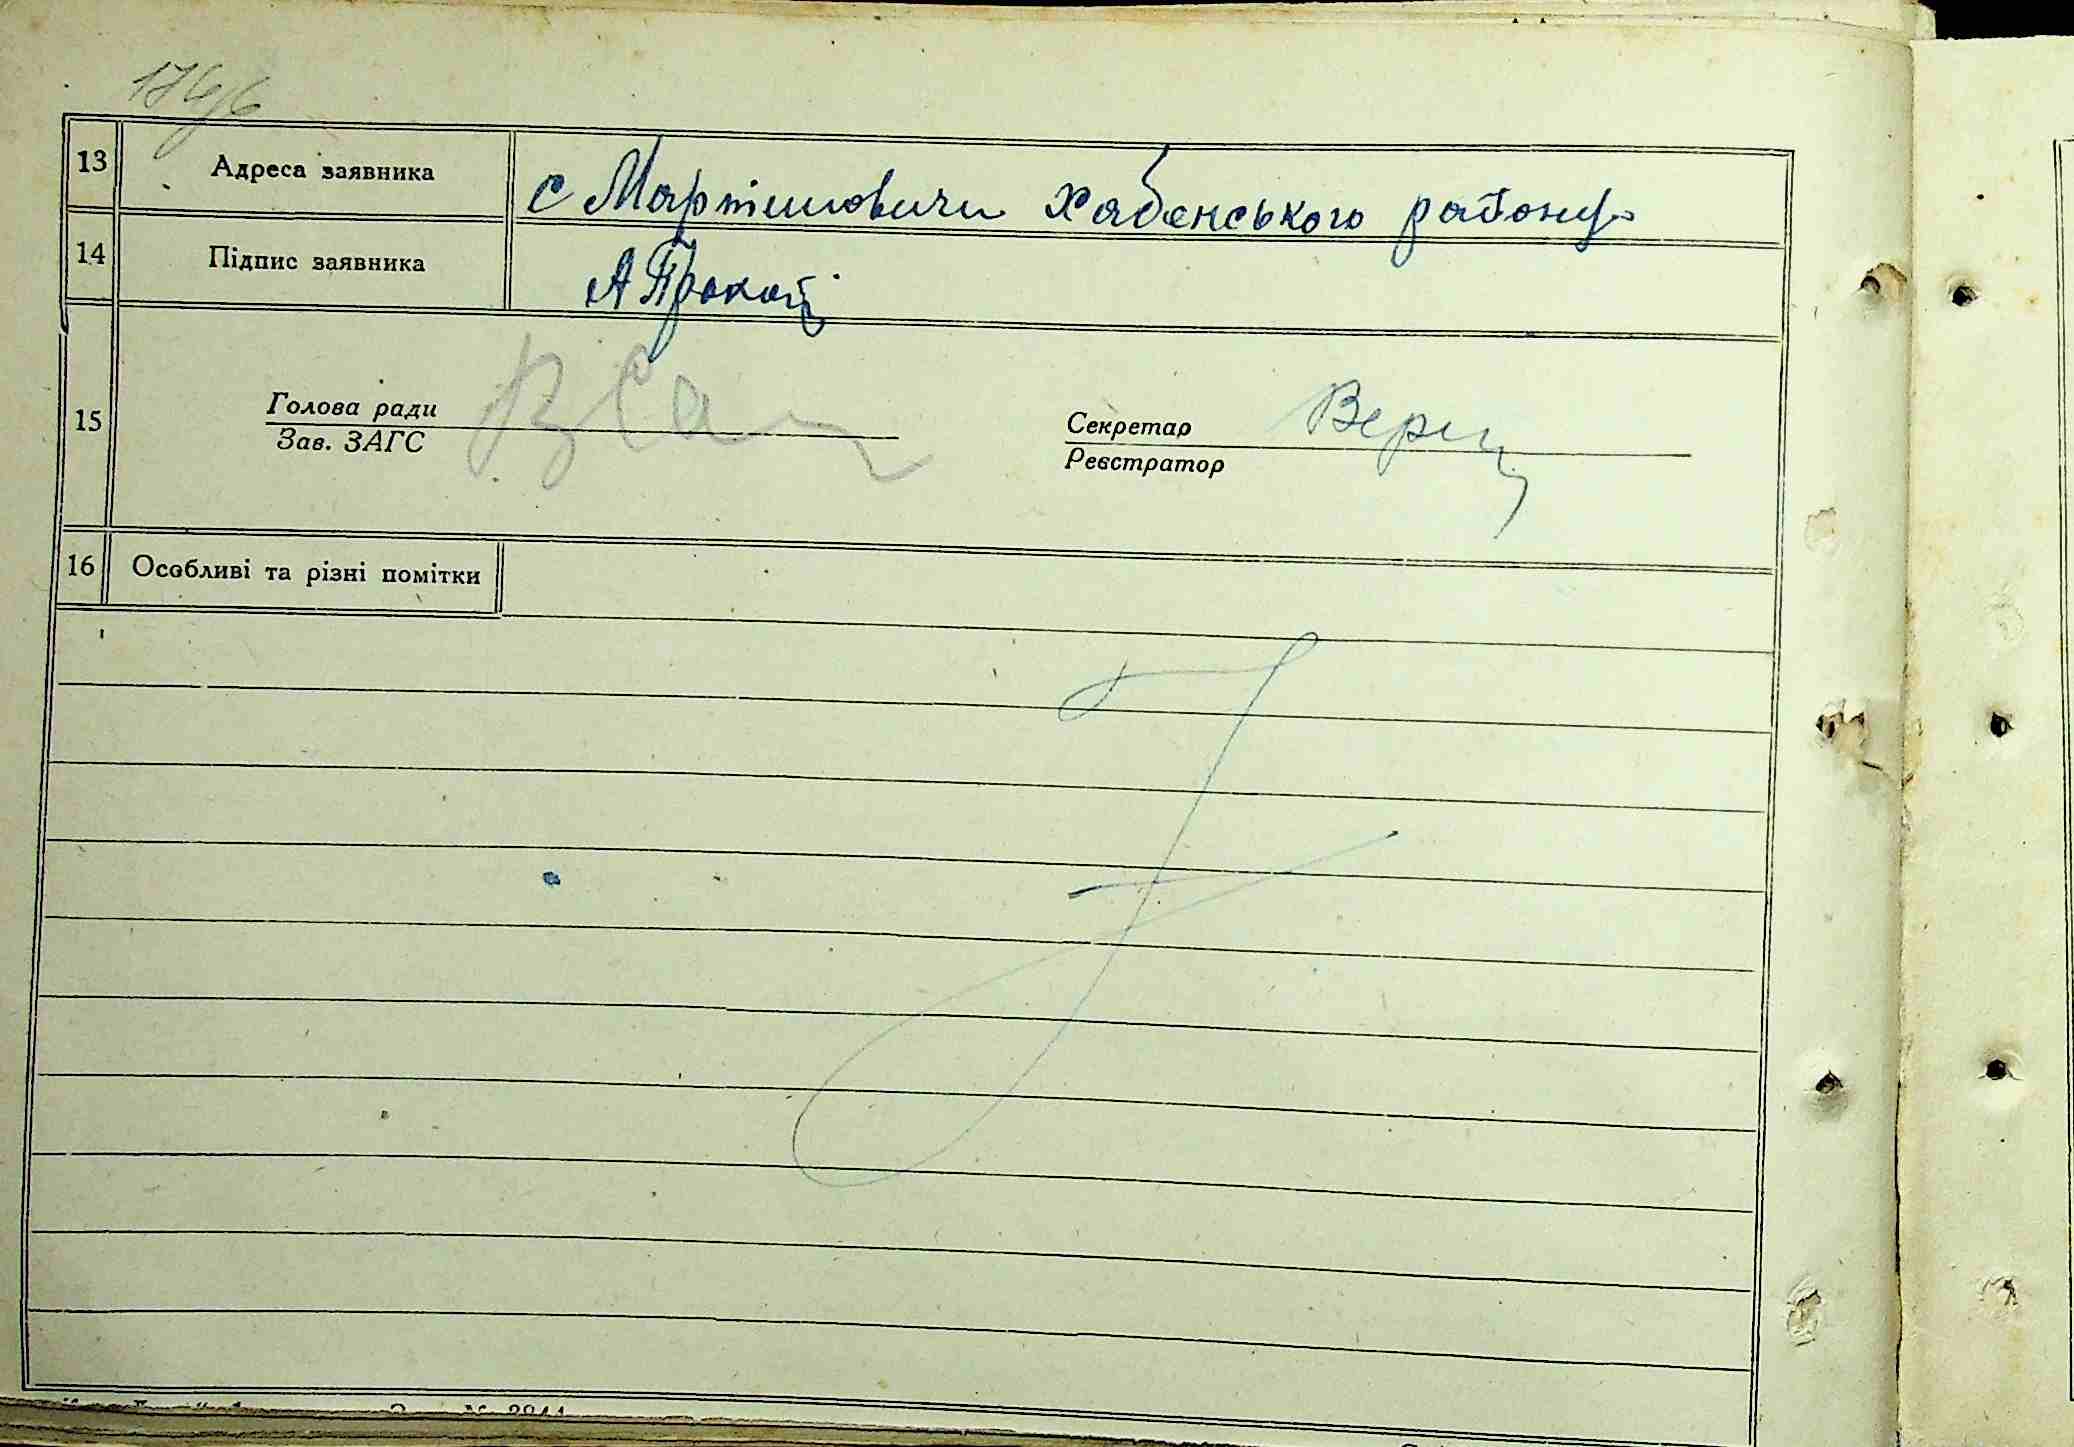 13 Адреса заявника с Мартиновичи Хабенського району
14 Підпис заявника А Прокоп
15 Голова ради
Зав. ЗАГС
Секретар
Реєстратор
16 Особливі та різні помітки